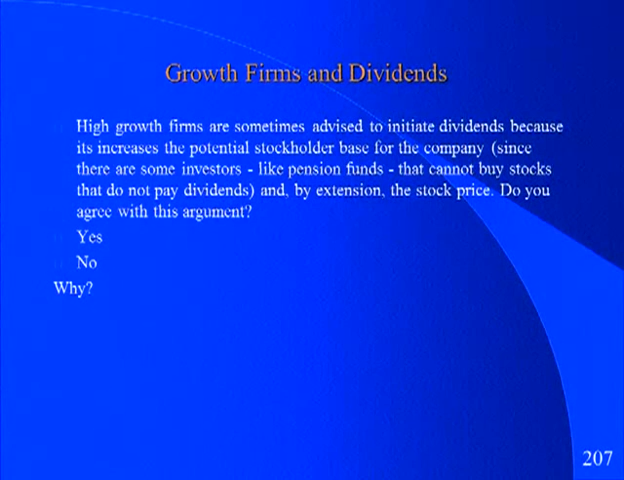 Growth Firms and Dividends
High growth firms are sometimes advised to initiate dividends because
its increases the potential stockholder base for the company (since
there are some investors - like pension funds - that cannot buy stocks
that do not pay dividends) and, by extension, the stock price. Do you
agree with this argument?
Yes
No
Why?
207